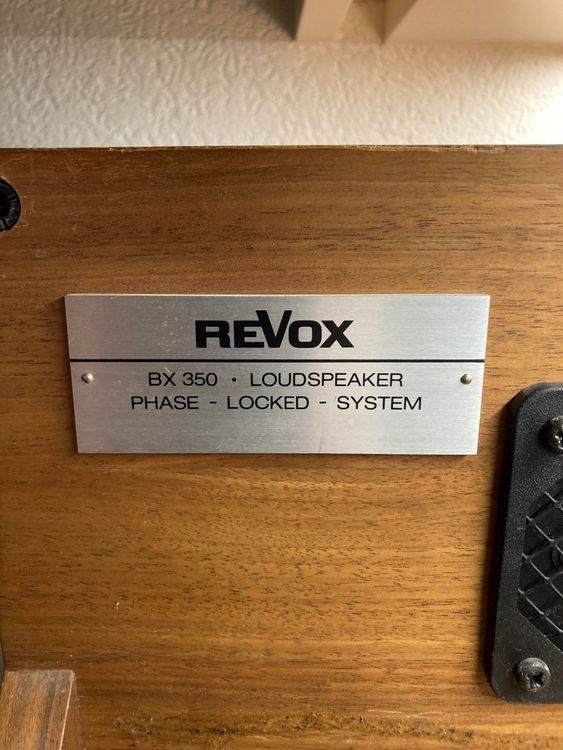 REVOX
BX 350 · LOUDSPEAKER
PHASE - LOCKED - SYSTEM